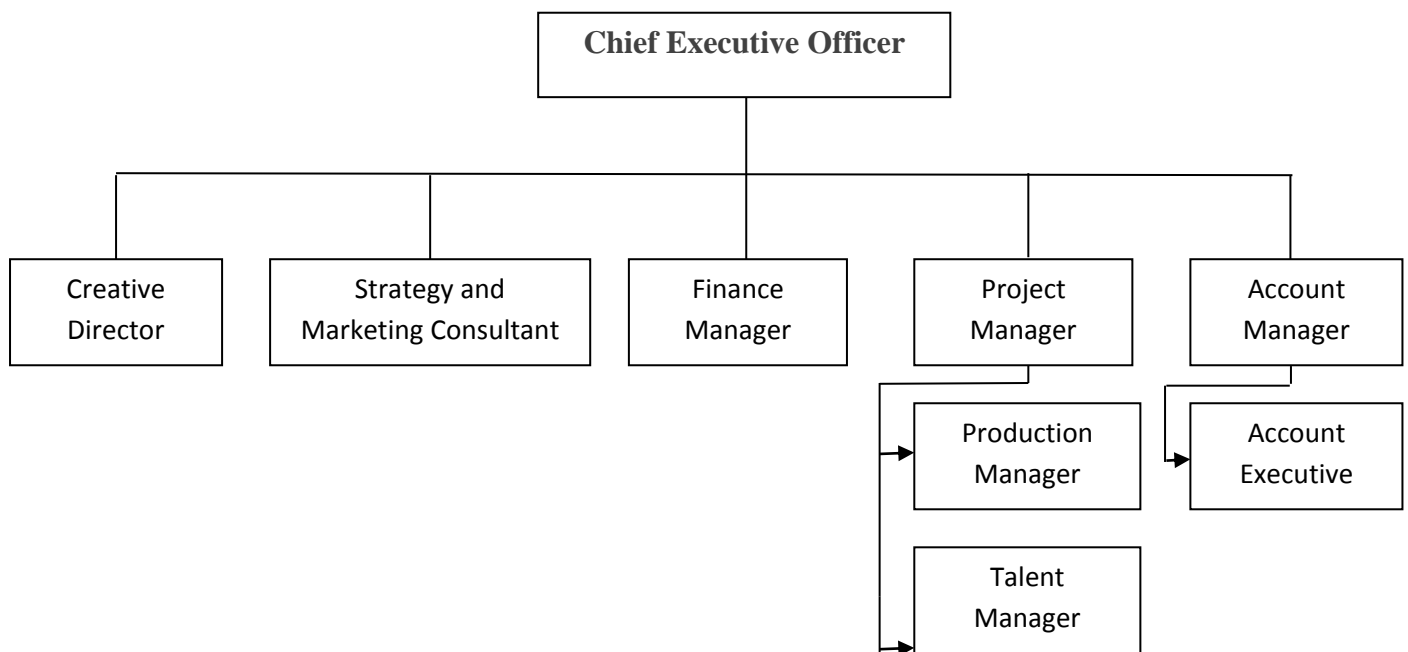 Chief Executive Officer
Creative
Director
Strategy and
Marketing Consultant
Finance
Manager
Project
Manager
Account
Manager
Production
Manager
Account
Executive
Talent
Manager